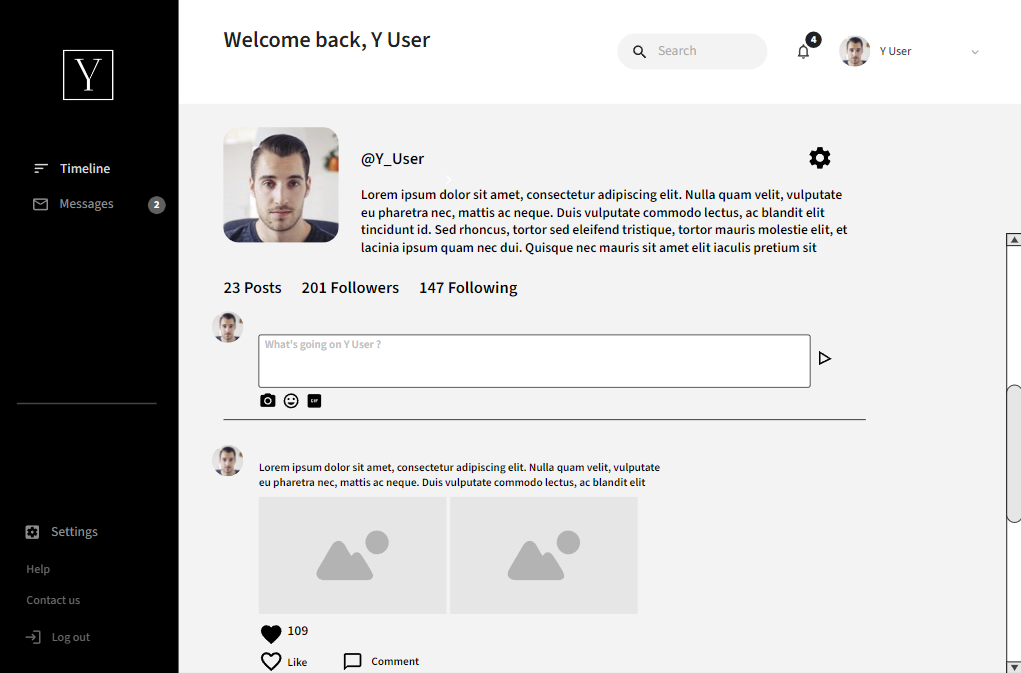 Welcome back, Y User
Search
4
Y User
Y
Timeline
Messages
2
@Y_User
Lorem ipsum dolor sit amet, consectetur adipiscing elit. Nulla quam velit, vulputate
eu pharetra nec, mattis ac neque. Duis vulputate commodo lectus, ac blandit elit
tincidunt id. Sed rhoncus, tortor sed eleifend tristique, tortor mauris molestie elit, et
lacinia ipsum quam nec dui. Quisque nec mauris sit amet elit iaculis pretium sit
23 Posts 201 Followers 147 Following
What's going on Y User ?
GIF
Lorem ipsum dolor sit amet, consectetur adipiscing elit. Nulla quam velit, vulputate
eu pharetra nec, mattis ac neque. Duis vulputate commodo lectus, ac blandit elit
109
Like
Comment
Settings
Help
Contact us
Log out